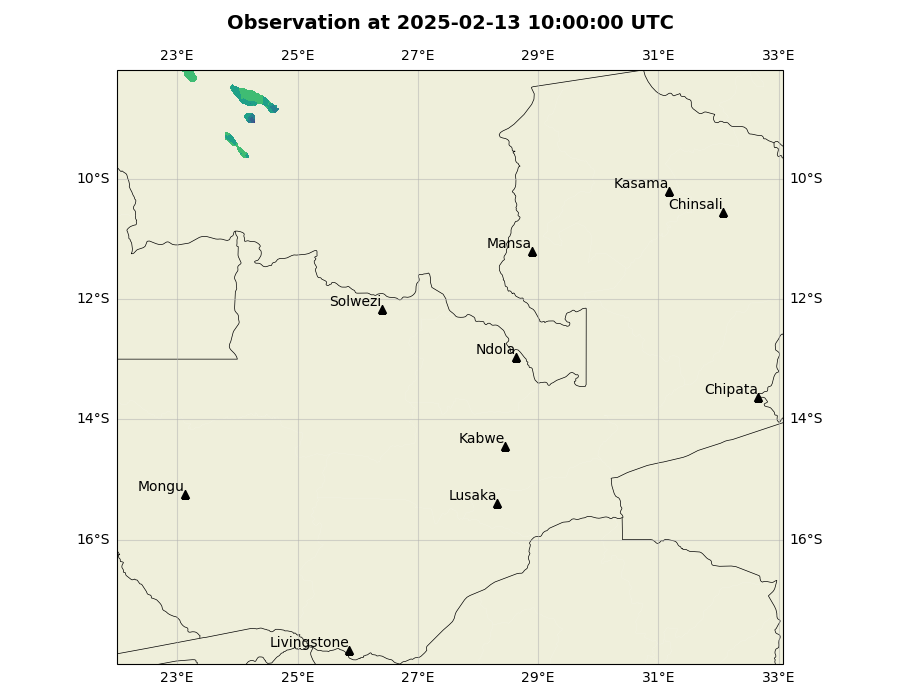 Observation at 2025-02-13 10:00:00 UTC
23°E 25°E 27°E 29°E 31°E 33°E
10°S 10°S
Kasama
Chinsali
Mansa
12°S 12°S
Solwezi
Ndola
Chipata
14°S 14°S
Kabwe
Mongu
Lusaka
16°S 16°S
Livingstone
23°E 25°E 27°E 29°E 31°E 33°E